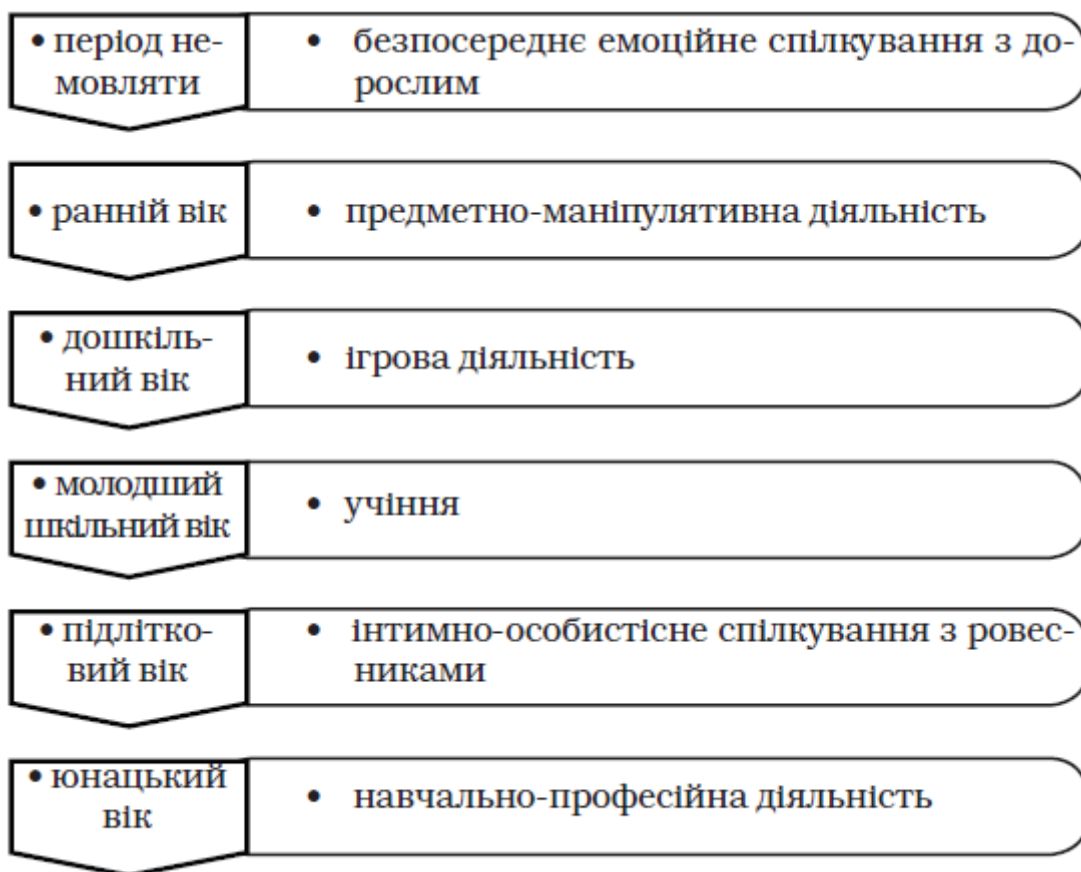 • період не-
мовляти
• безпосереднє емоційне спілкування з до-
рослим
• ранній вік
• предметно-маніпулятивна діяльність
• дошкіль-
ний вік
• ігрова діяльність
• молодший
шкільний вік
• учіння
• підлітко-
вий вік
• інтимно-особистісне спілкування з ровес-
никами
• юнацький
вік
• навчально-професійна діяльність